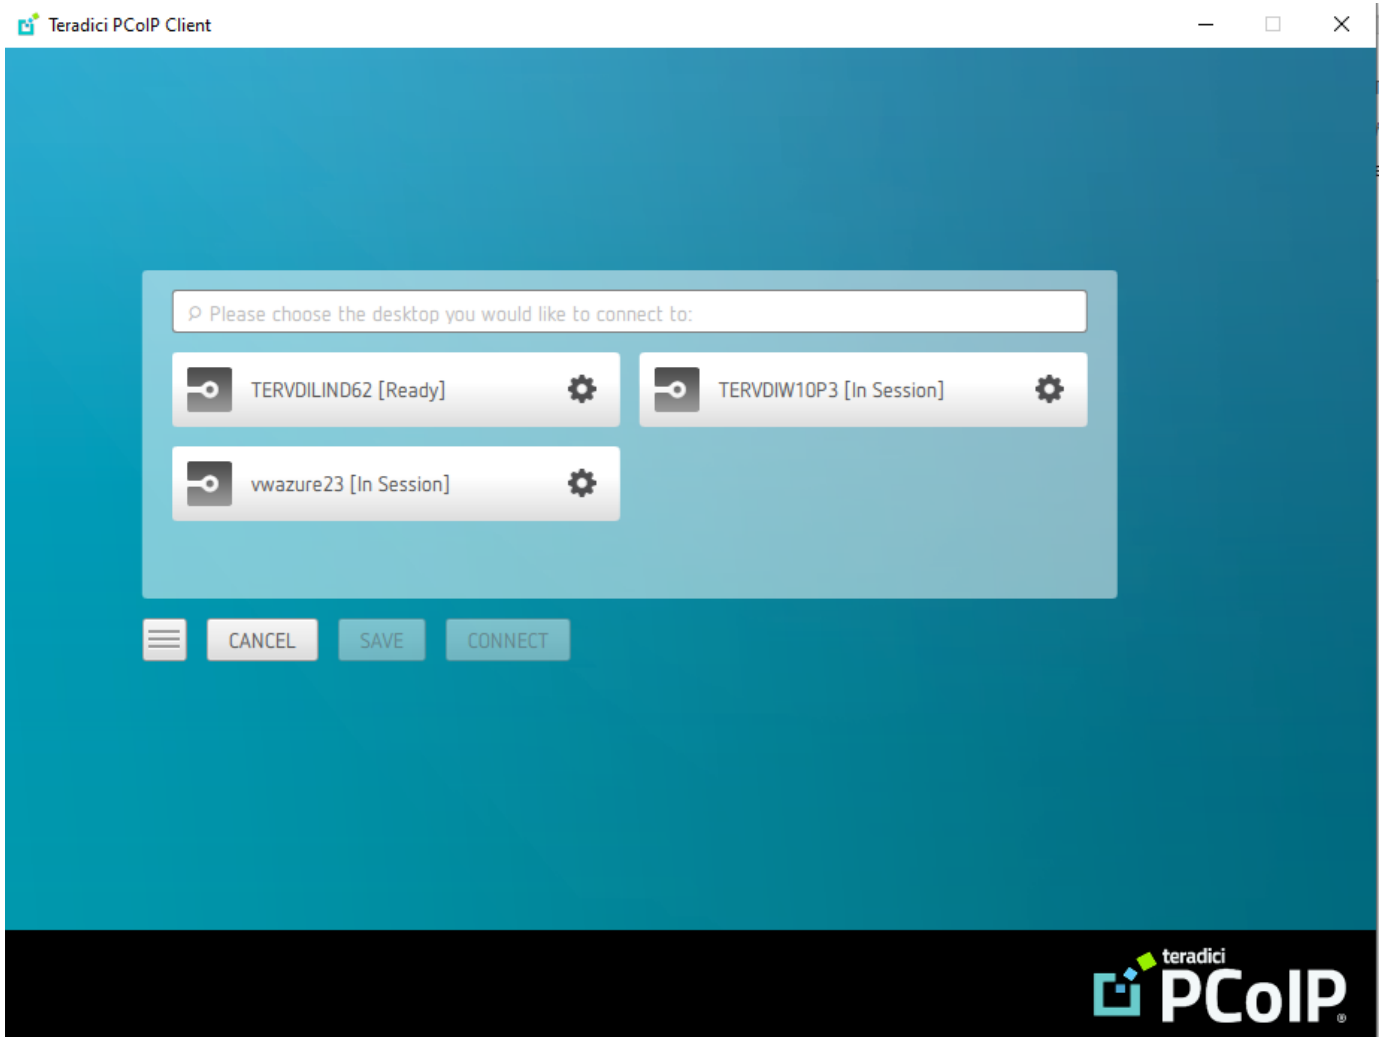 Teradici PCoIP Client
Please choose the desktop you would like to connect to:
TERVDILIND62 [Ready]
TERVDIW10P3 [In Session]
vwazure23 [In Session]
CANCEL
SAVE
CONNECT
teradici
PCoIP®